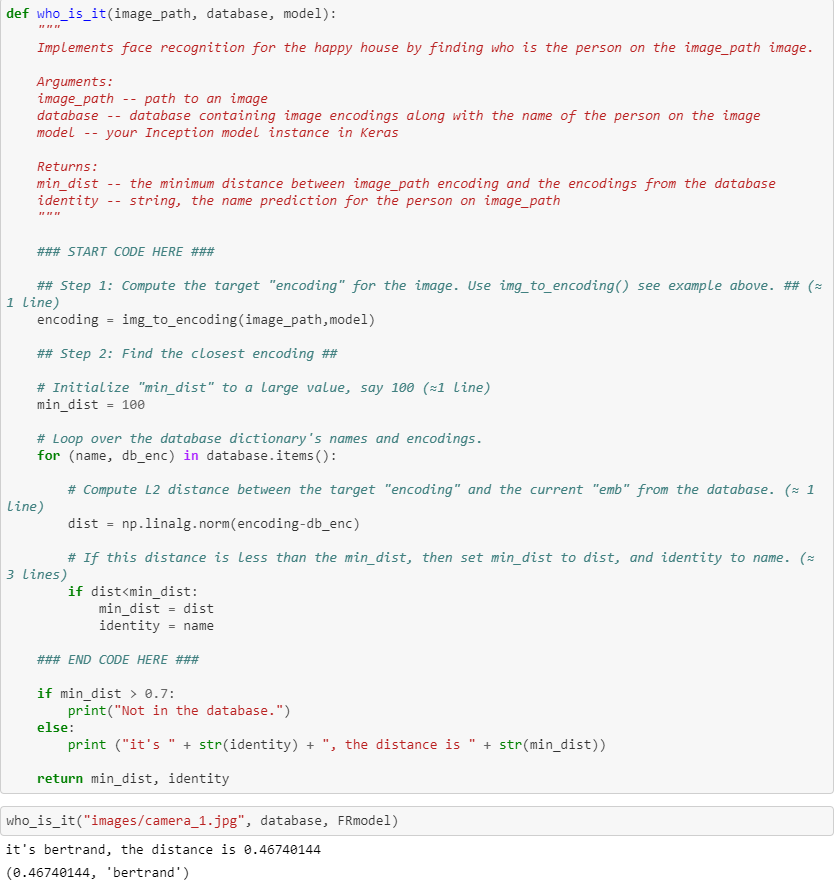 def who_is_it(image_path, database, model):
    """
    Implements face recognition for the happy house by finding who is the person on the image_path image.
    Arguments:
    image_path -- path to an image
    database -- database containing image encodings along with the name of the person on the image
    model -- your Inception model instance in Keras
    Returns:
    min_dist -- the minimum distance between image_path encoding and the encodings from the database
    identity -- string, the name prediction for the person on image_path
    """
    ### START CODE HERE ###
    ## Step 1: Compute the target "encoding" for the image. Use img_to_encoding() see example above. ## (≈
1 line)
    encoding = img_to_encoding(image_path,model)
    ## Step 2: Find the closest encoding ##
    # Initialize "min_dist" to a large value, say 100 (≈1 line)
    min_dist = 100
    # Loop over the database dictionary's names and encodings.
    for (name, db_enc) in database.items():
        # Compute L2 distance between the target "encoding" and the current "emb" from the database. (≈ 1
line)
        dist = np.linalg.norm(encoding-db_enc)
        # If this distance is less than the min_dist, then set min_dist to dist, and identity to name. (≈
3 lines)
        if dist<min_dist:
            min_dist = dist
            identity = name
    ### END CODE HERE ###
    if min_dist > 0.7:
        print("Not in the database.")
    else:
        print ("it's " + str(identity) + ", the distance is " + str(min_dist))
    return min_dist, identity
who_is_it("images/camera_1.jpg", database, FRmodel)
it's bertrand, the distance is 0.46740144
(0.46740144, 'bertrand')